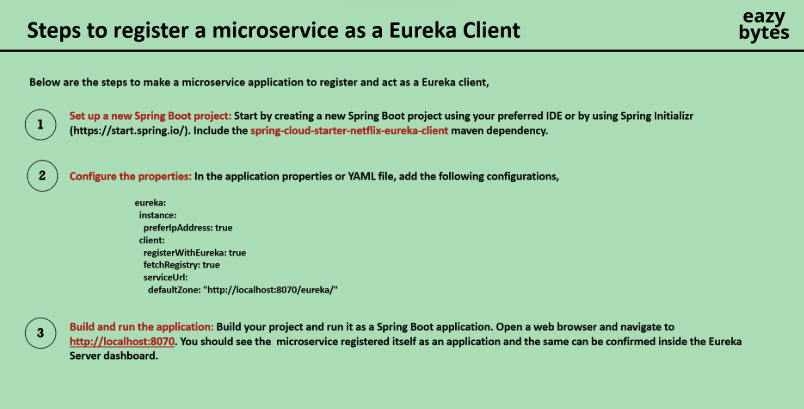 Steps to register a microservice as a Eureka Client
eazy
bytes
Below are the steps to make a microservice application to register and act as a Eureka client,
1
Set up a new Spring Boot project: Start by creating a new Spring Boot project using your preferred IDE or by using Spring Initializr
(https://start.spring.io/). Include the spring-cloud-starter-netflix-eureka-client maven dependency.
2
Configure the properties: In the application properties or YAML file, add the following configurations,
eureka:
  instance:
    preferIpAddress: true
  client:
    registerWithEureka: true
    fetchRegistry: true
    serviceUrl:
      defaultZone: "http://localhost:8070/eureka/"
3
Build and run the application: Build your project and run it as a Spring Boot application. Open a web browser and navigate to
http://localhost:8070. You should see the  microservice registered itself as an application and the same can be confirmed inside the Eureka
Server dashboard.